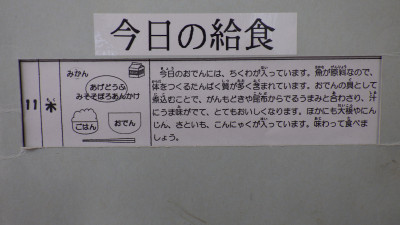 今日の給食
11
木
みかん
あげどうふ
みそそぼろあんかけ
ごはん
おでん
今日のおでんには、ちくわが入っています。魚が原料なので、
体をつくるたんぱく質が多く含まれています。おでんの具として
煮込むことで、がんもどきや昆布からでるうまみと合わさり、汁
にうま味がでて、とてもおいしくなります。ほかにも大根やにん
じん、さといも、こんにゃくが入っています。味わって食べま
しょう。